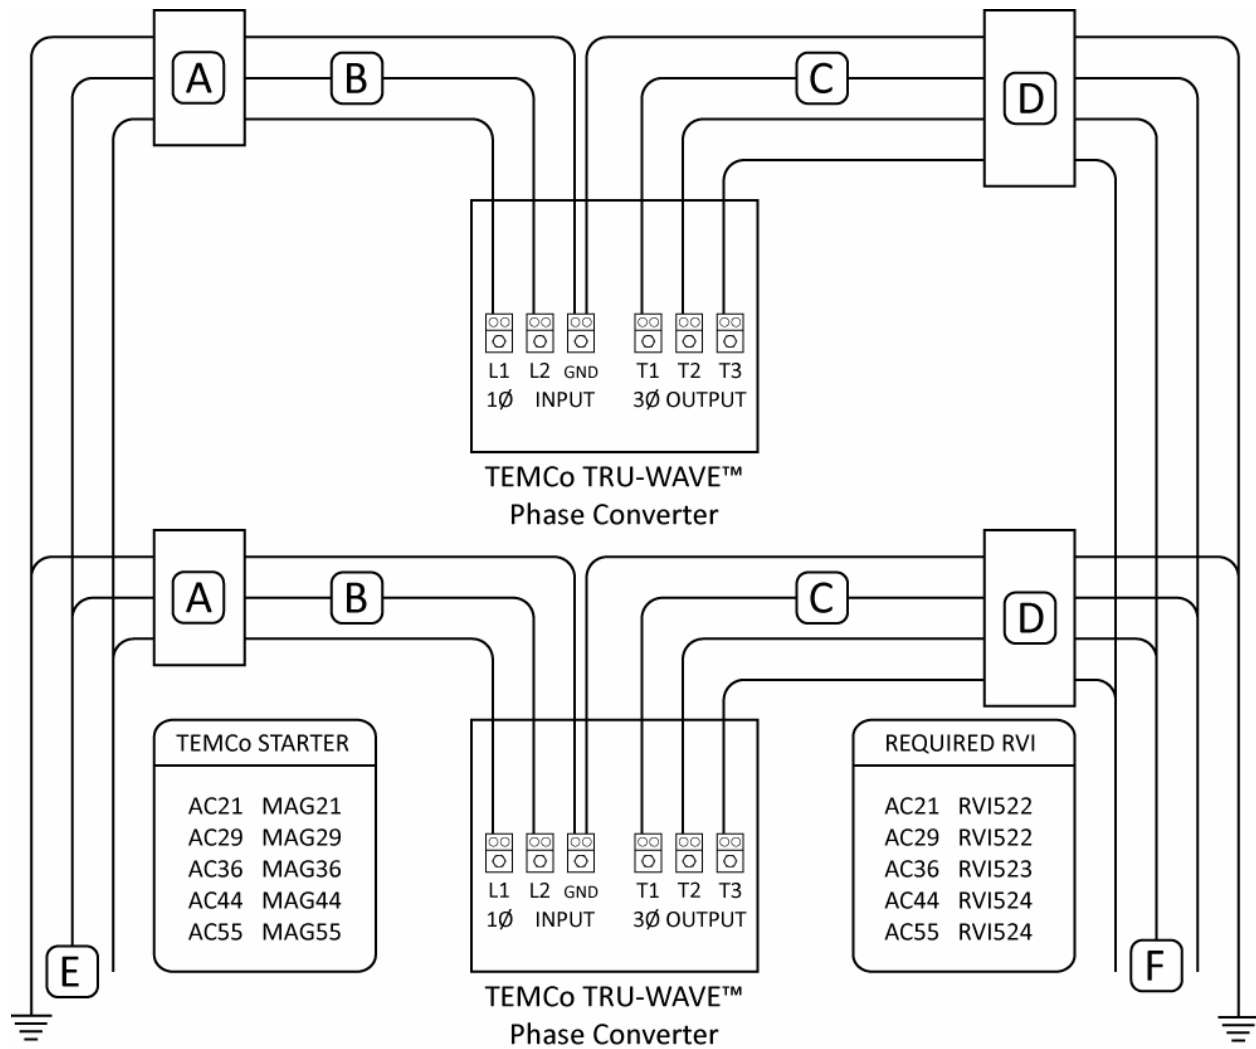 A
B
C
D
L1 L2 GND T1 T2 T3
1Ø INPUT 3Ø OUTPUT
TEMCo TRU-WAVE™
Phase Converter
A
B
C
D
TEMCo STARTER
AC21 MAG21
AC29 MAG29
AC36 MAG36
AC44 MAG44
AC55 MAG55
L1 L2 GND T1 T2 T3
1Ø INPUT 3Ø OUTPUT
REQUIRED RVI
AC21 RVI522
AC29 RVI522
AC36 RVI523
AC44 RVI524
AC55 RVI524
E
F
TEMCo TRU-WAVE™
Phase Converter